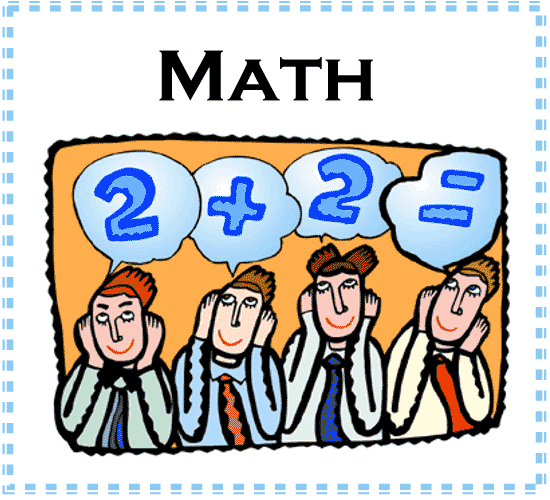 MATH
2 + 2 =